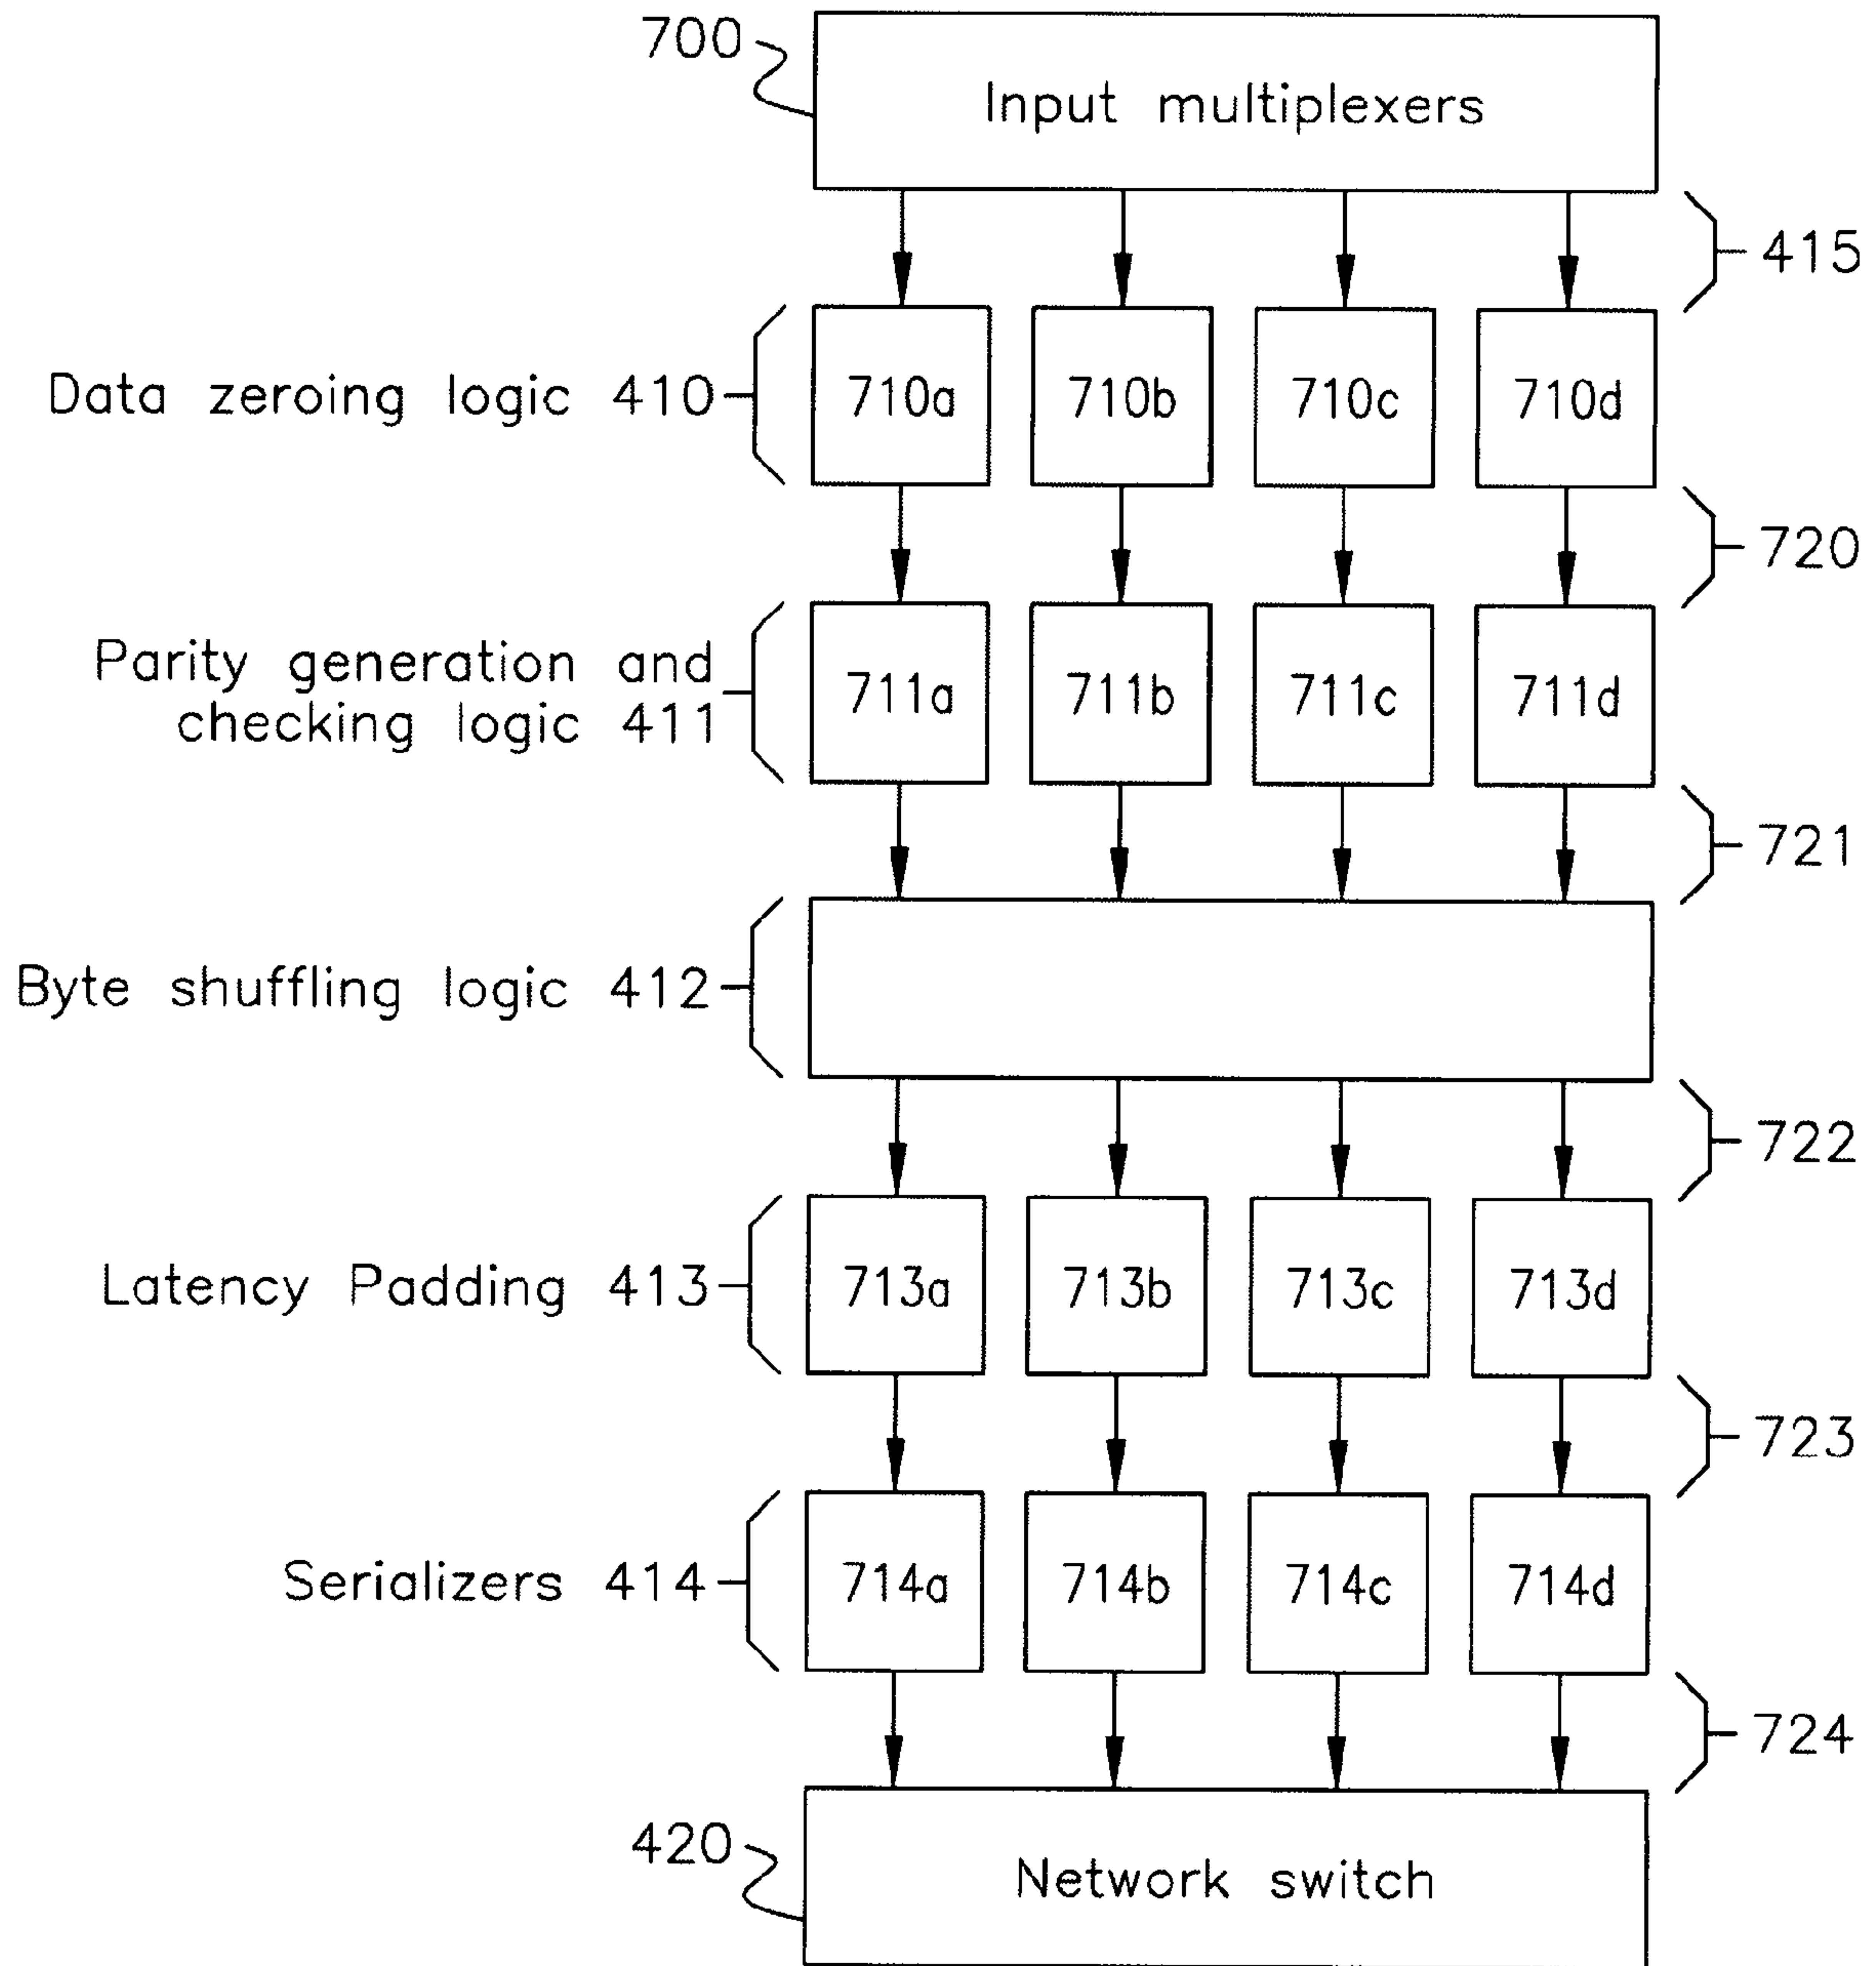 700
Input multiplexers
415
Data zeroing logic 410
710a 710b 710c 710d
720
Parity generation and
checking logic 411
711a 711b 711c 711d
721
Byte shuffling logic 412
722
Latency Padding 413
713a 713b 713c 713d
723
Serializers 414
714a 714b 714c 714d
724
420
Network switch